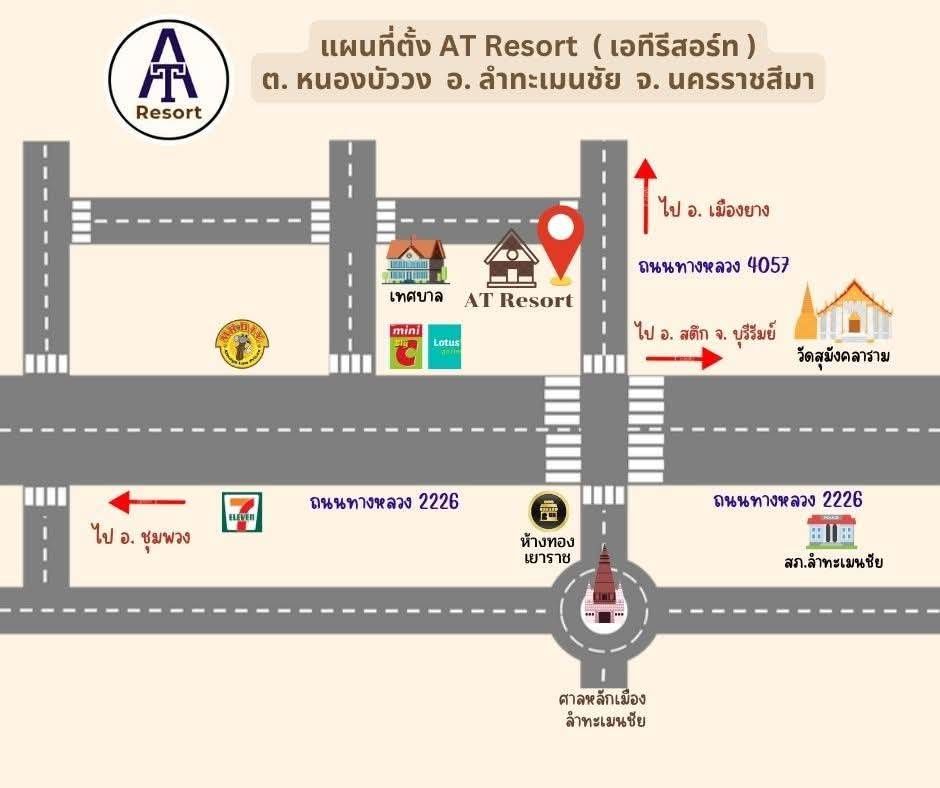 AT
Resort
แผนที่ตั้ง AT Resort ( เอทีรีสอร์ท )
ต. หนองบัววง อ. ลำทะเมนชัย จ. นครราชสีมา
ไป อ. เมืองยาง
ถนนทางหลวง 4057
เทศบาล
AT Resort
MR.D.I.Y.
mini
Big
C
Lotus's
go fresh
ไป อ. สตึก จ. บุรีรัมย์
วัดสุมังคลาราม
ไป อ. ชุมพวง
7
ELEVEN
ถนนทางหลวง 2226
ห้างทอง
เยาราช
ถนนทางหลวง 2226
POLICE
สภ.ลำทะเมนชัย
ศาลหลักเมือง
ลำทะเมนชัย